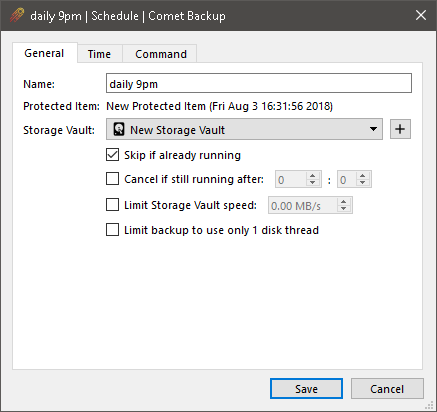 daily 9pm | Schedule | Comet Backup
General Time Command
Name: daily 9pm
Protected Item: New Protected Item (Fri Aug 3 16:31:56 2018)
Storage Vault: New Storage Vault +
Skip if already running
Cancel if still running after: 0 : 0
Limit Storage Vault speed: 0.00 MB/s
Limit backup to use only 1 disk thread
Save Cancel